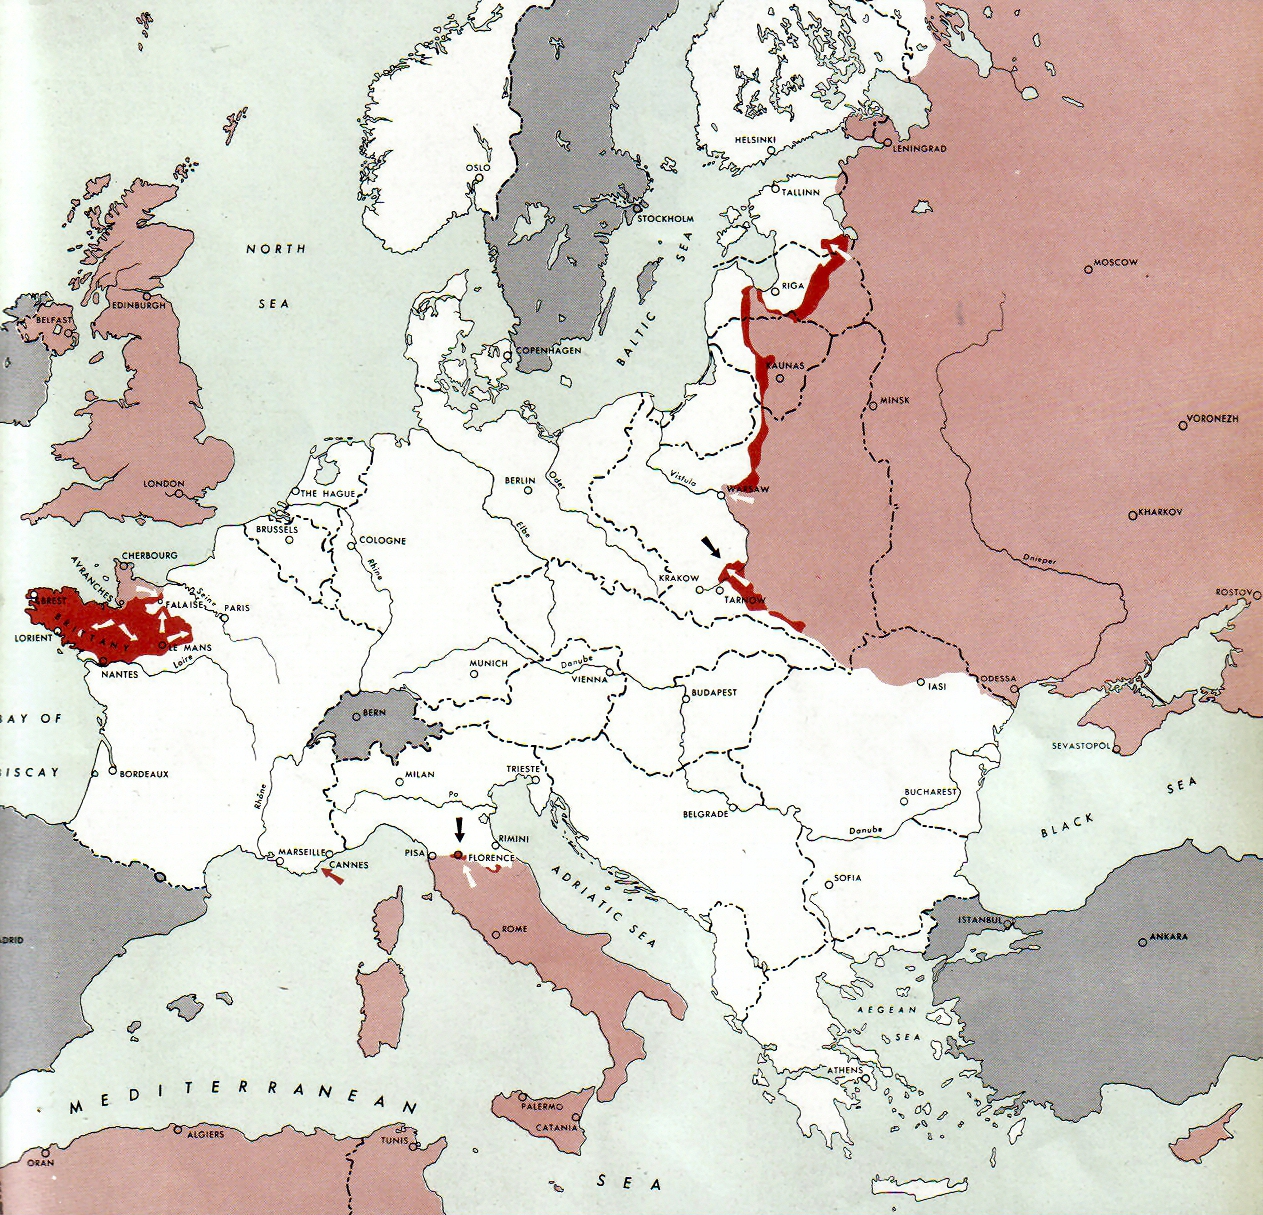 HELSINKI
LENINGRAD
OSLO
TALLINN
STOCKHOLM
NORTH
SEA
BALTIC SEA
MOSCOW
RIGA
EDINBURGH
BELFAST
COPENHAGEN
KAUNAS
MINSK
VORONEZH
LONDON
THE HAGUE
BERLIN
Oder
Vistula
WARSAW
BRUSSELS
COLOGNE
Elbe
KHARKOV
CHERBOURG
Rhine
Dnieper
AVRANCHES
KRAKOW
ROSTOV
BREST
FALAISE
Seine
PARIS
TARNOW
BRITTANY
LORIENT
LE MANS
NANTES
Loire
MUNICH
Danube
VIENNA
BUDAPEST
IASI
ODESSA
BAY OF
BISCAY
BERN
SEVASTOPOL
BORDEAUX
MILAN
TRIESTE
Po
Rhône
BELGRADE
BUCHAREST
Danube
BLACK SEA
MARSEILLE
CANNES
PISA
RIMINI
FLORENCE
ADRIATIC SEA
SOFIA
ISTANBUL
ADRID
ROME
ANKARA
AEGEAN
SEA
ATHENS
MEDITERRANEAN
SEA
PALERMO
CATANIA
ALGIERS
TUNIS
ORAN